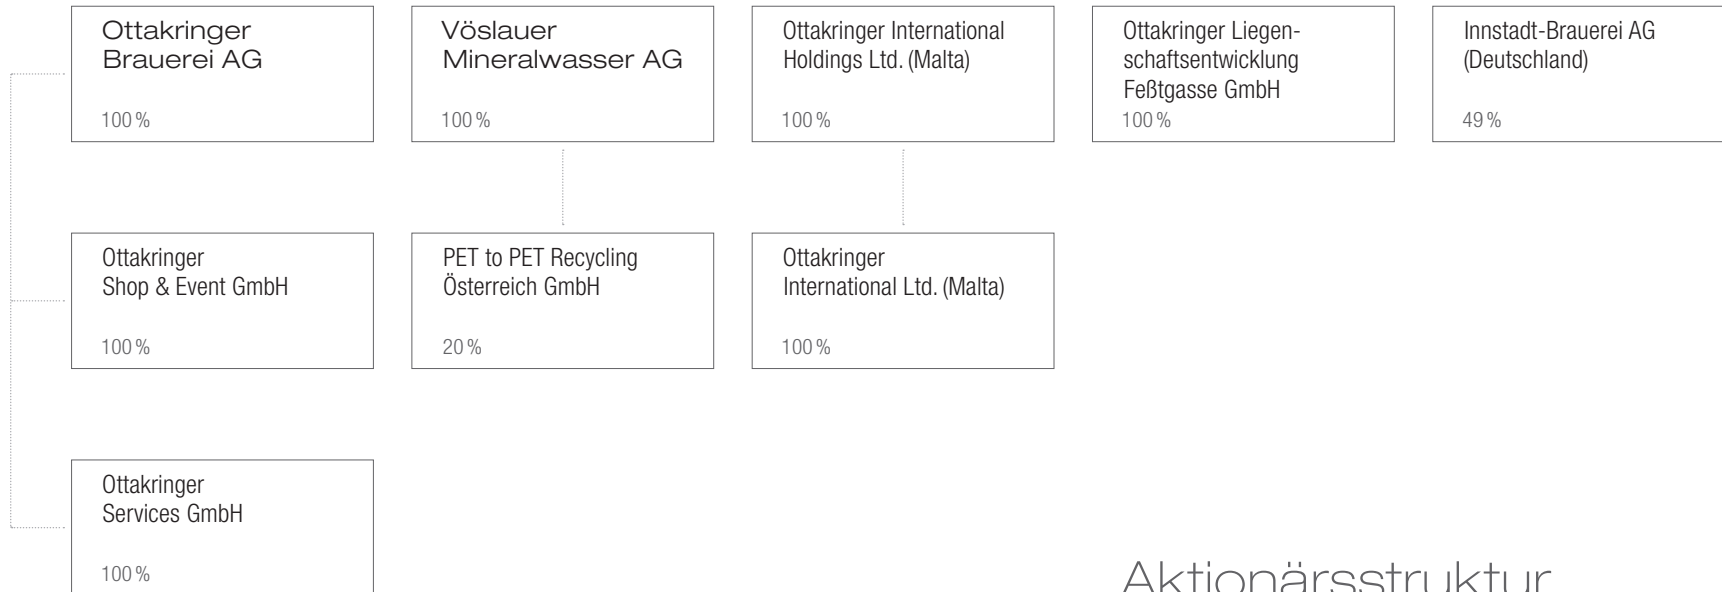 Ottakringer
Brauerei AG
100 %
Vöslauer
Mineralwasser AG
100 %
Ottakringer International
Holdings Ltd. (Malta)
100 %
Ottakringer Liegen-
schaftsentwicklung
Feßtgasse GmbH
100 %
Innstadt-Brauerei AG
(Deutschland)
49 %
Ottakringer
Shop & Event GmbH
100 %
PET to PET Recycling
Österreich GmbH
20 %
Ottakringer
International Ltd. (Malta)
100 %
Ottakringer
Services GmbH
100 %
Aktionärsstruktur